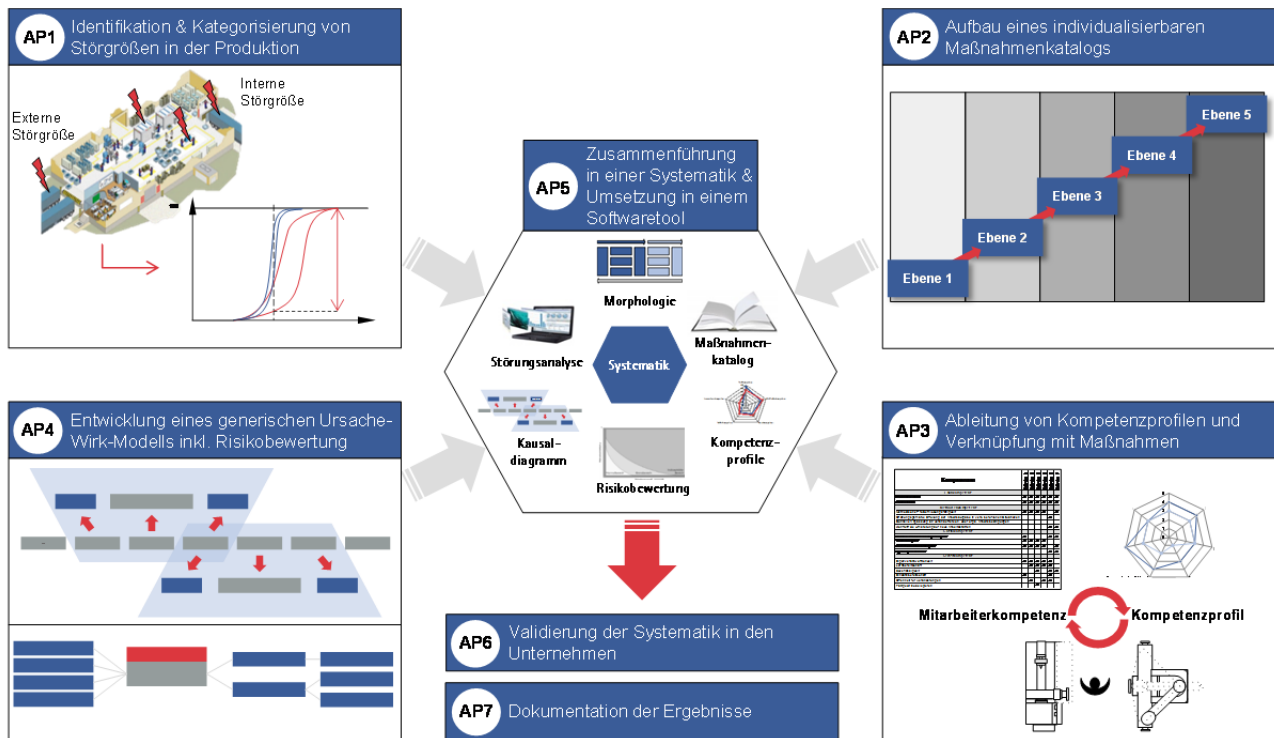 AP1
Identifikation & Kategorisierung von
Störgrößen in der Produktion
Interne
Störgröße
Externe
Störgröße
AP2
Aufbau eines individualisierbaren
Maßnahmenkatalogs
Ebene 1
Ebene 2
Ebene 3
Ebene 4
Ebene 5
AP5
Zusammenführung
in einer Systematik &
Umsetzung in einem
Softwaretool
Morphologie
Störungsanalyse
Systematik
Maßnahmen-
katalog
Kausal-
diagramm
Risikobewertung
Kompetenz-
profile
AP4
Entwicklung eines generischen Ursache-
Wirk-Modells inkl. Risikobewertung
AP3
Ableitung von Kompetenzprofilen und
Verknüpfung mit Maßnahmen
Kompetenzen
Mitarbeiterkompetenz
Kompetenzprofil
AP6
Validierung der Systematik in den
Unternehmen
AP7
Dokumentation der Ergebnisse